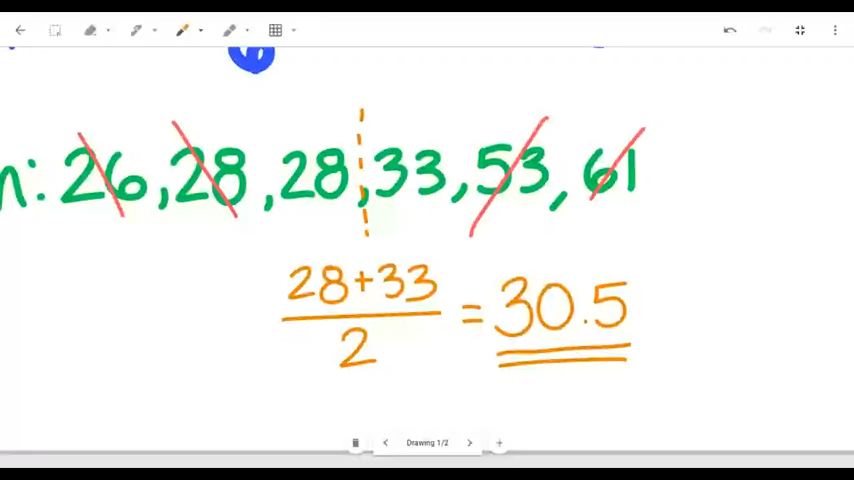 n: 26, 28, 28, 33, 53, 61
28+33
2
= 30.5
Drawing 1/2